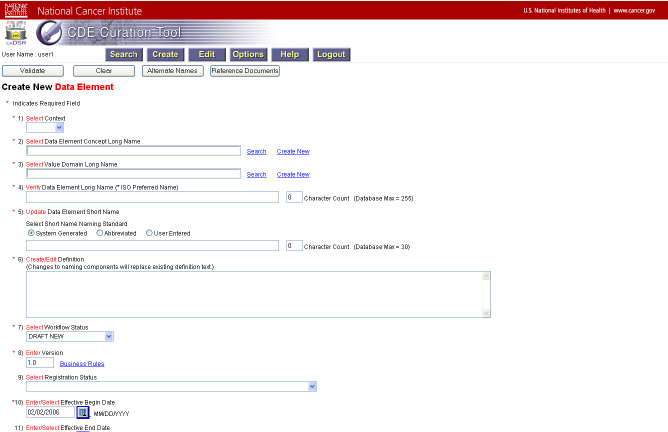 NATIONAL CANCER INSTITUTE
National Cancer Institute
U.S. National Institutes of Health | www.cancer.gov
caDSR
CDE Curation Tool
User Name : user1
Search Create Edit Options Help Logout
Validate Clear Alternate Names Reference Documents
Create New Data Element
* Indicates Required Field
* 1) Select Context
* 2) Select Data Element Concept Long Name
Search Create New
* 3) Select Value Domain Long Name
Search Create New
* 4) Verify Data Element Long Name (* ISO Preferred Name)
0 Character Count (Database Max = 255)
* 5) Update Data Element Short Name
Select Short Name Naming Standard
System Generated Abbreviated User Entered
0 Character Count (Database Max = 30)
* 6) Create/Edit Definition
(Changes to naming components will replace existing definition text.)
* 7) Select Workflow Status
DRAFT NEW
* 8) Enter Version
1.0 Business Rules
9) Select Registration Status
*10) Enter/Select Effective Begin Date
02/02/2006 MM/DD/YYYY
11) Enter/Select Effective End Date